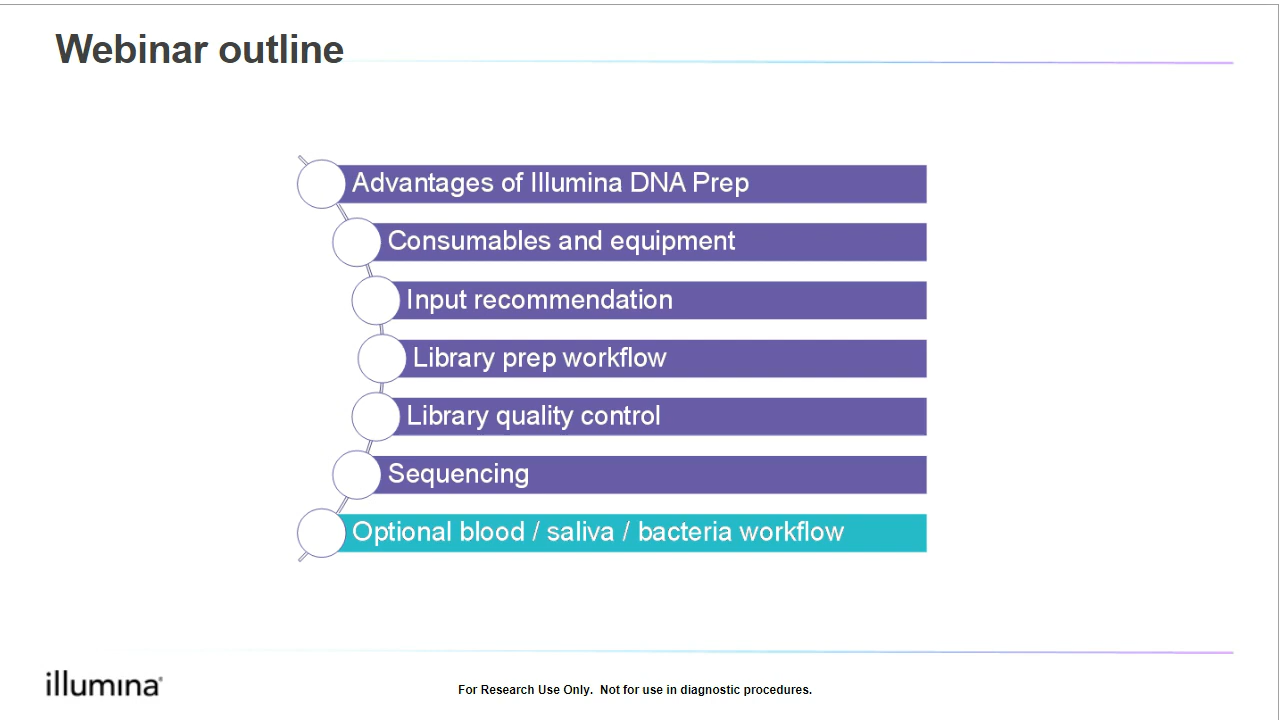 Webinar outline
Advantages of Illumina DNA Prep
Consumables and equipment
Input recommendation
Library prep workflow
Library quality control
Sequencing
Optional blood / saliva / bacteria workflow
illumina®
For Research Use Only.  Not for use in diagnostic procedures.